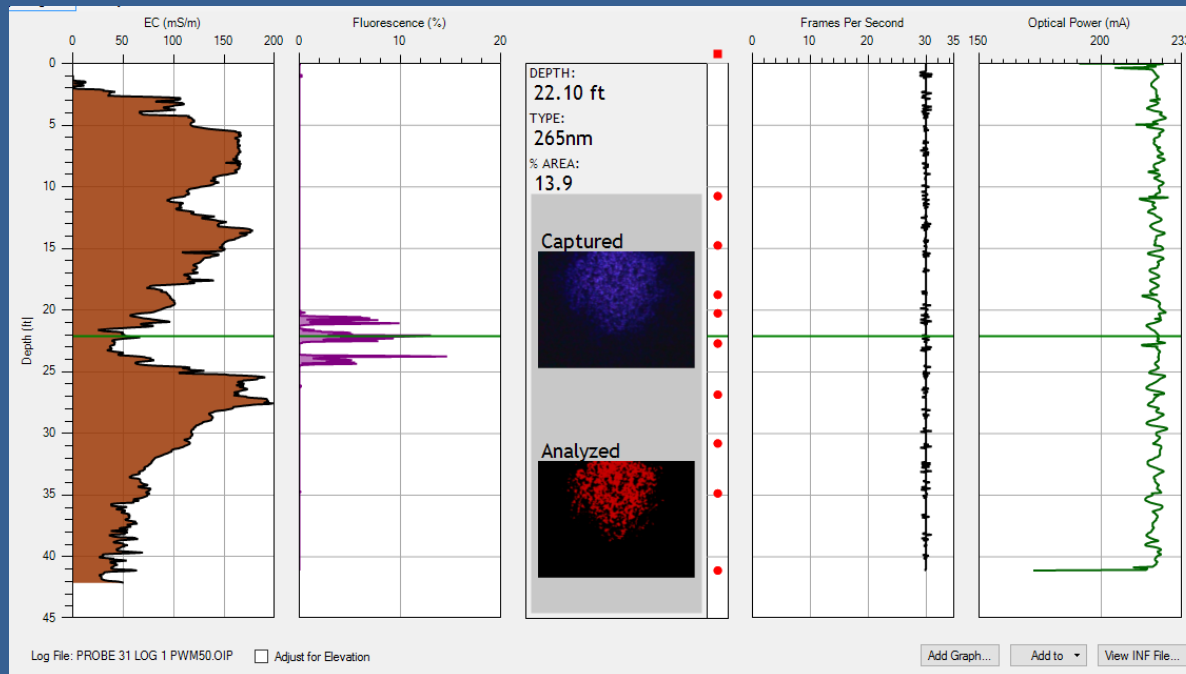 EC (mS/m)
Fluorescence (%)
Frames Per Second
Optical Power (mA)
0 50 100 150 200
0 10 20
0 10 20 30 35
150 200 233
0
5
10
15
20
25
30
35
40
45
Depth (ft)
DEPTH:
22.10 ft
TYPE:
265nm
% AREA:
13.9
Captured
Analyzed
Log File: PROBE 31 LOG 1 PWM50.OIP
Adjust for Elevation
Add Graph...
Add to
View INF File...